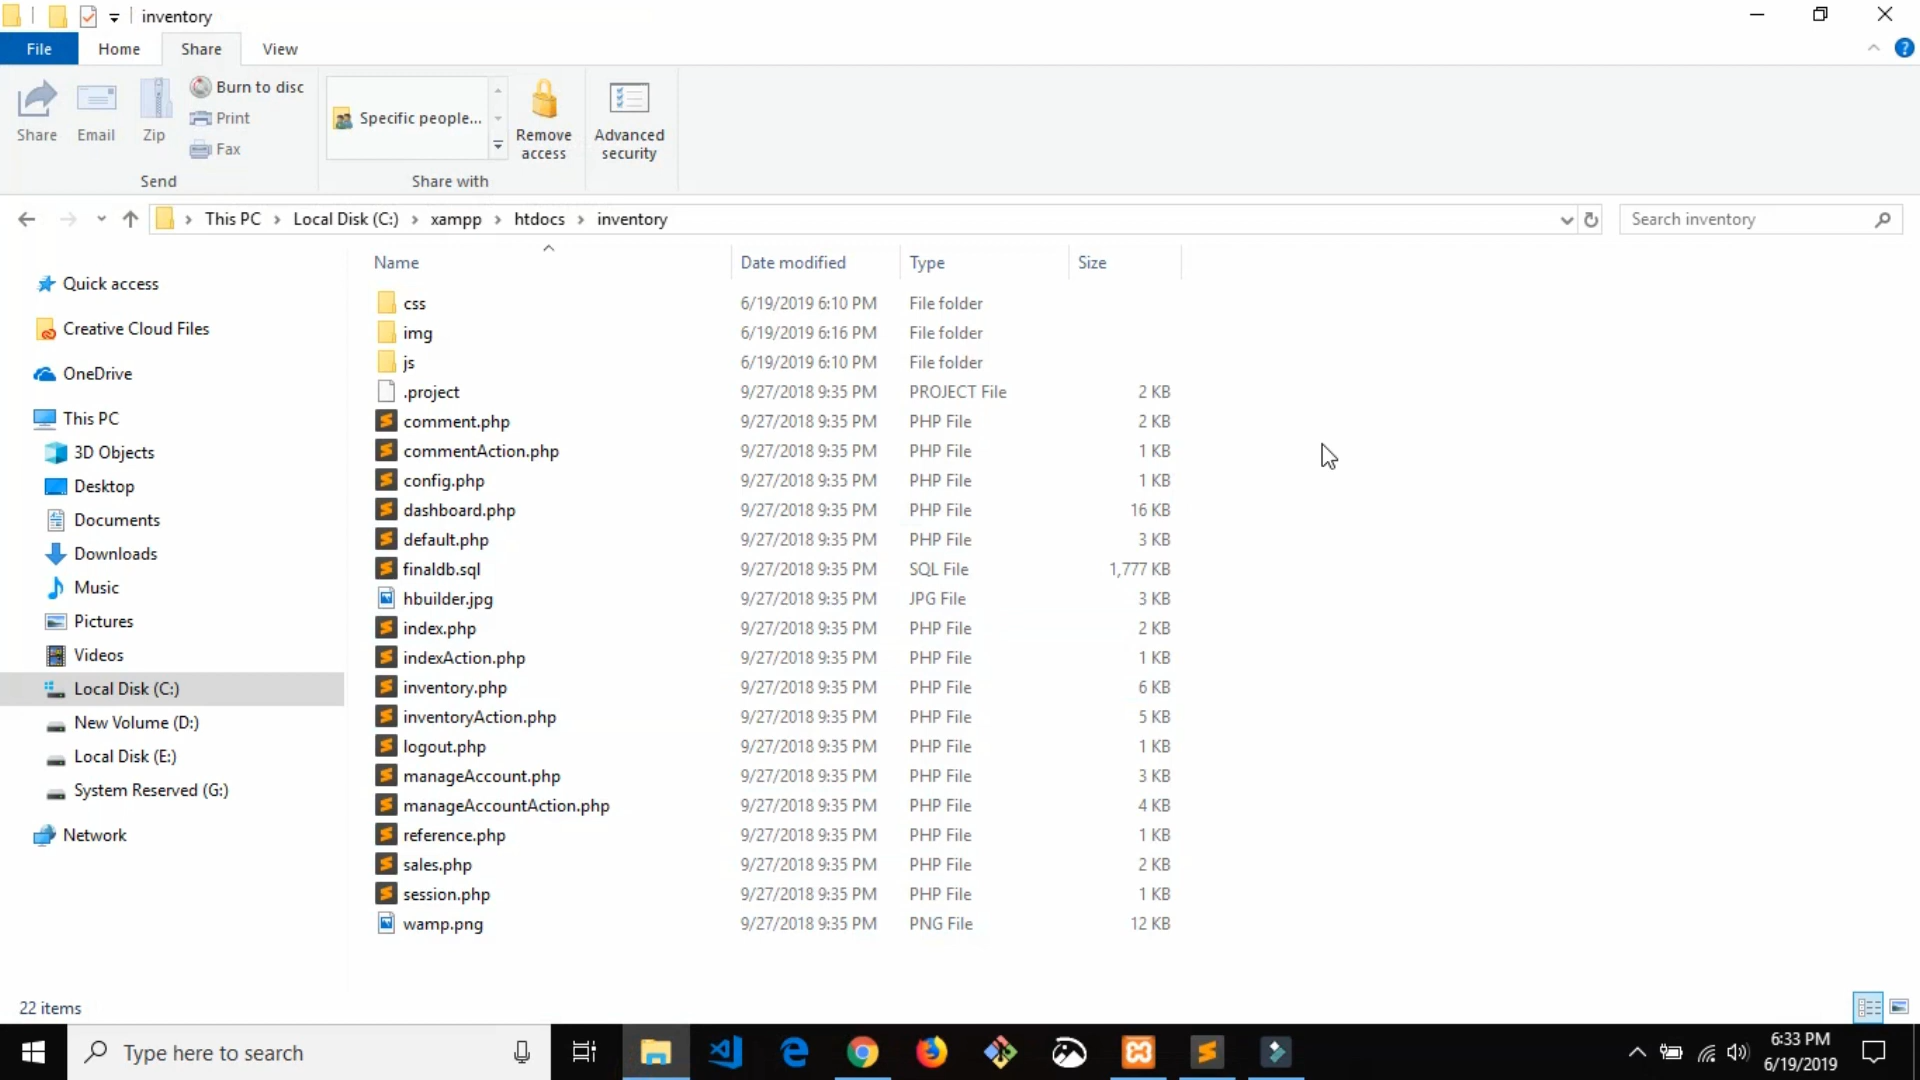 inventory
File Home Share View
Share Email Zip Burn to disc Print Fax
Send
Specific people...
Share with
Remove access
Advanced security
This PC Local Disk (C:) xampp htdocs inventory
Search inventory
Quick access
Creative Cloud Files
OneDrive
This PC
3D Objects
Desktop
Documents
Downloads
Music
Pictures
Videos
Local Disk (C:)
New Volume (D:)
Local Disk (E:)
System Reserved (G:)
Network
Name Date modified Type Size
css 6/19/2019 6:10 PM File folder
img 6/19/2019 6:16 PM File folder
js 6/19/2019 6:10 PM File folder
.project 9/27/2018 9:35 PM PROJECT File 2 KB
comment.php 9/27/2018 9:35 PM PHP File 2 KB
commentAction.php 9/27/2018 9:35 PM PHP File 1 KB
config.php 9/27/2018 9:35 PM PHP File 1 KB
dashboard.php 9/27/2018 9:35 PM PHP File 16 KB
default.php 9/27/2018 9:35 PM PHP File 3 KB
finaldb.sql 9/27/2018 9:35 PM SQL File 1,777 KB
hbuilder.jpg 9/27/2018 9:35 PM JPG File 3 KB
index.php 9/27/2018 9:35 PM PHP File 2 KB
indexAction.php 9/27/2018 9:35 PM PHP File 1 KB
inventory.php 9/27/2018 9:35 PM PHP File 6 KB
inventoryAction.php 9/27/2018 9:35 PM PHP File 5 KB
logout.php 9/27/2018 9:35 PM PHP File 1 KB
manageAccount.php 9/27/2018 9:35 PM PHP File 3 KB
manageAccountAction.php 9/27/2018 9:35 PM PHP File 4 KB
reference.php 9/27/2018 9:35 PM PHP File 1 KB
sales.php 9/27/2018 9:35 PM PHP File 2 KB
session.php 9/27/2018 9:35 PM PHP File 1 KB
wamp.png 9/27/2018 9:35 PM PNG File 12 KB
22 items
Type here to search
6:33 PM
6/19/2019